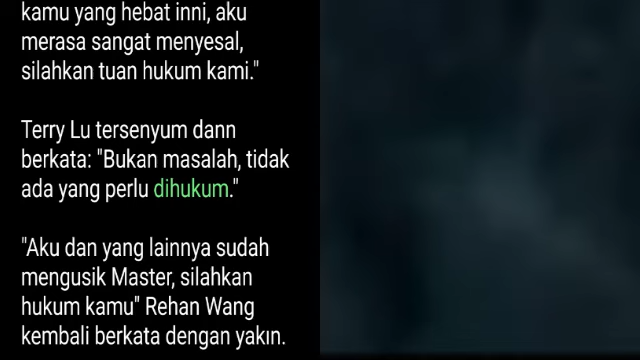 kamu yang hebat inni, aku
merasa sangat menyesal,
silahkan tuan hukum kami."
Terry Lu tersenyum dann
berkata: "Bukan masalah, tidak
ada yang perlu dihukum."
"Aku dan yang lainnya sudah
mengusik Master, silahkan
hukum kamu" Rehan Wang
kembali berkata dengan yakın.